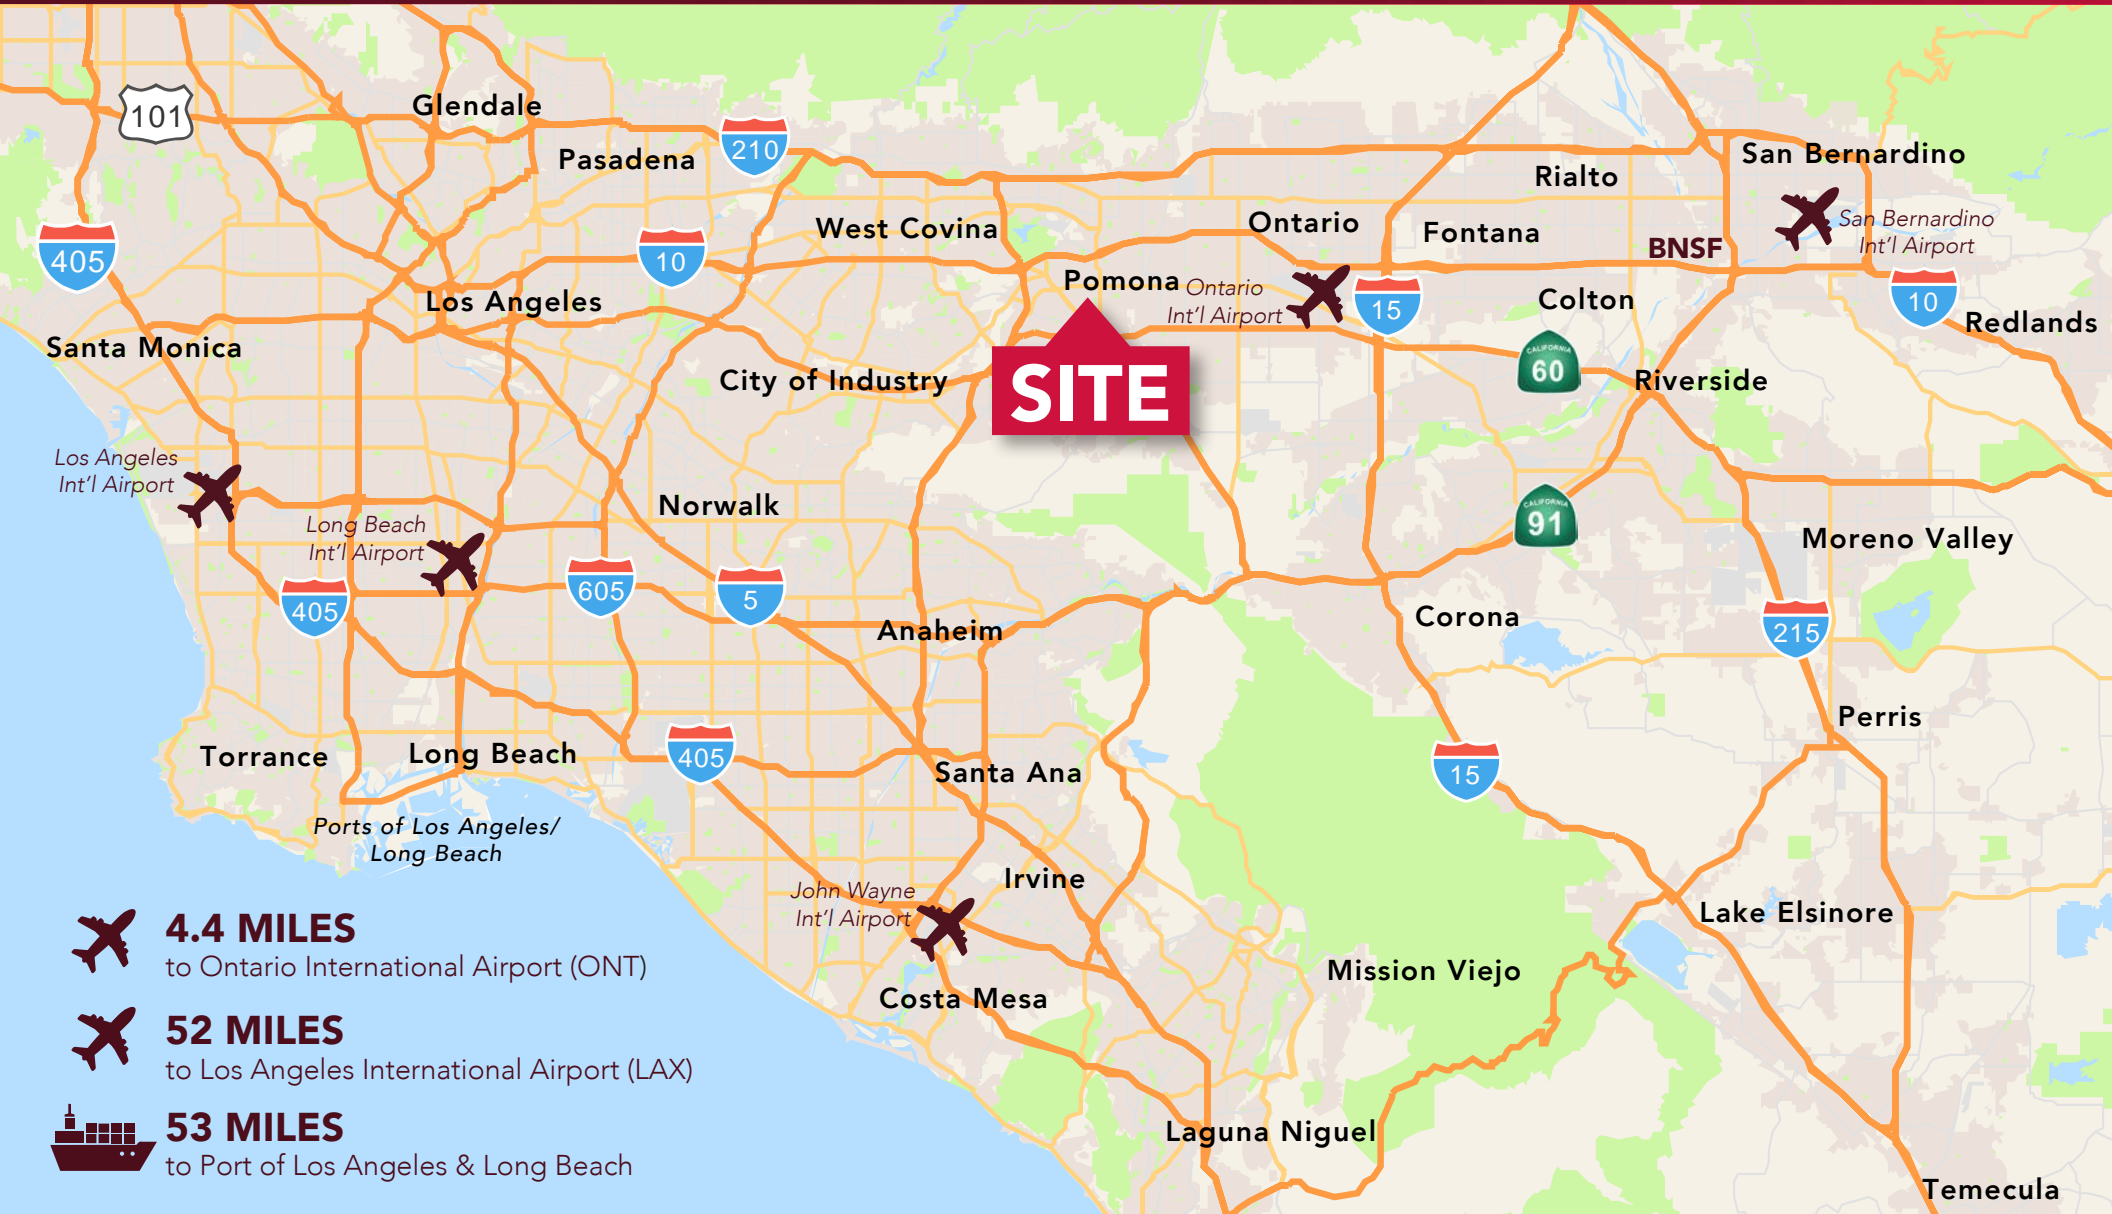 Glendale
101
Pasadena
210
San Bernardino
Rialto
West Covina
Ontario
Fontana
San Bernardino
Int'l Airport
BNSF
405
10
Pomona
Ontario
Int'l Airport
15
Colton
10
Los Angeles
Redlands
Santa Monica
CALIFORNIA
60
City of Industry
SITE
Riverside
Los Angeles
Int'l Airport
Norwalk
Long Beach
Int'l Airport
CALIFORNIA
91
Moreno Valley
405
605
5
Anaheim
Corona
215
Perris
Torrance
Long Beach
405
Santa Ana
15
Ports of Los Angeles/
Long Beach
John Wayne
Int'l Airport
Irvine
Lake Elsinore
Mission Viejo
Costa Mesa
Laguna Niguel
Temecula
4.4 MILES
to Ontario International Airport (ONT)
52 MILES
to Los Angeles International Airport (LAX)
53 MILES
to Port of Los Angeles & Long Beach